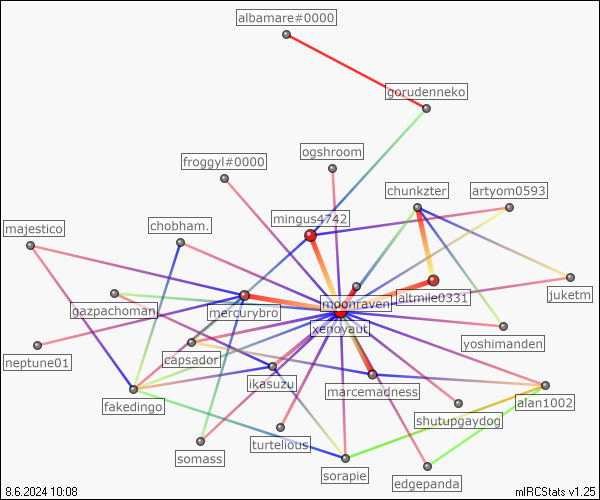 albamare#0000
gorudenneko
ogshroom
froggyl#0000
chunkzter
artyom0593
mingus4742
majestico
chobham.
juketm
altmile0331
moonraven
gazpachoman
mercurybro
xenoyaut
yoshimanden
neptune01
capsador
ikasuzu
marcemadness
fakedingo
alan1002
shutupgaydog
turtelious
somass
sorapie
edgepanda
8.6.2024 10:08
mIRCStats v1.25